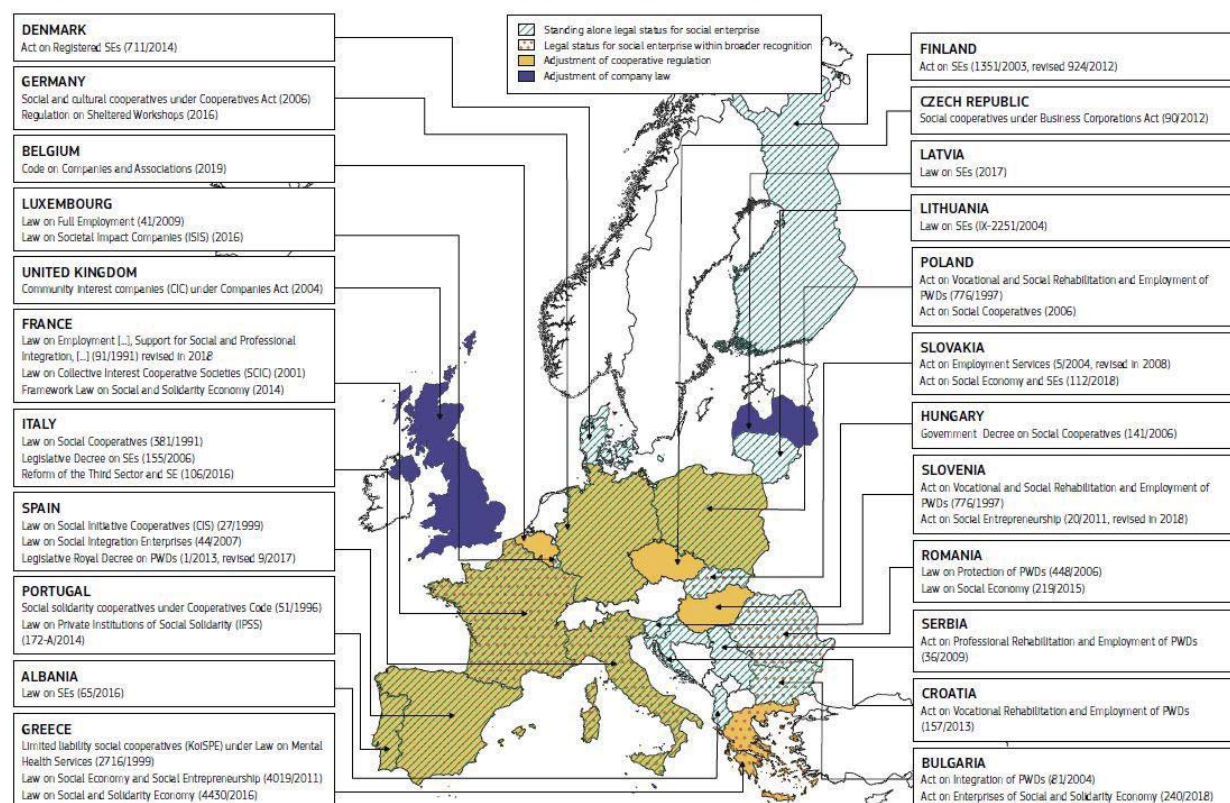 DENMARK
Act on Registered SEs (711/2014)
GERMANY
Social and cultural cooperatives under Cooperatives Act (2006)
Regulation on Sheltered Workshops (2016)
BELGIUM
Code on Companies and Associations (2019)
LUXEMBOURG
Law on Full Employment (41/2009)
Law on Societal Impact Companies (ISIS) (2016)
UNITED KINGDOM
Community interest companies (CIC) under Companies Act (2004)
FRANCE
Law on Employment [...], Support for Social and Professional
Integration, [...] (91/1991) revised in 2018
Law on Collective Interest Cooperative Societies (SCIC) (2001)
Framework Law on Social and Solidarity Economy (2014)
ITALY
Law on Social Cooperatives (381/1991)
Legislative Decree on SEs (155/2006)
Reform of the Third Sector and SE (106/2016)
SPAIN
Law on Social Initiative Cooperatives (CIS) (27/1999)
Law on Social Integration Enterprises (44/2007)
Legislative Royal Decree on PWDs (1/2013, revised 9/2017)
PORTUGAL
Social solidarity cooperatives under Cooperatives Code (51/1996)
Law on Private Institutions of Social Solidarity (IPSS)
(172-A/2014)
ALBANIA
Law on SEs (65/2016)
GREECE
Limited liability social cooperatives (KoiSPE) under Law on Mental
Health Services (2716/1999)
Law on Social Economy and Social Entrepreneurship (4019/2011)
Law on Social and Solidarity Economy (4430/2016)
Standing alone legal status for social enterprise
Legal status for social enterprise within broader recognition
Adjustment of cooperative regulation
Adjustment of company law
FINLAND
Act on SEs (1351/2003, revised 924/2012)
CZECH REPUBLIC
Social cooperatives under Business Corporations Act (90/2012)
LATVIA
Law on SEs (2017)
LITHUANIA
Law on SEs (IX-2251/2004)
POLAND
Act on Vocational and Social Rehabilitation and Employment of
PWDs (776/1997)
Act on Social Cooperatives (2006)
SLOVAKIA
Act on Employment Services (5/2004, revised in 2008)
Act on Social Economy and SEs (112/2018)
HUNGARY
Government Decree on Social Cooperatives (141/2006)
SLOVENIA
Act on Vocational and Social Rehabilitation and Employment of
PWDs (776/1997)
Act on Social Entrepreneurship (20/2011, revised in 2018)
ROMANIA
Law on Protection of PWDs (448/2006)
Law on Social Economy (219/2015)
SERBIA
Act on Professional Rehabilitation and Employment of PWDs
(36/2009)
CROATIA
Act on Vocational Rehabilitation and Employment of PWDs
(157/2013)
BULGARIA
Act on Integration of PWDs (81/2004)
Act on Enterprises of Social and Solidarity Economy (240/2018)